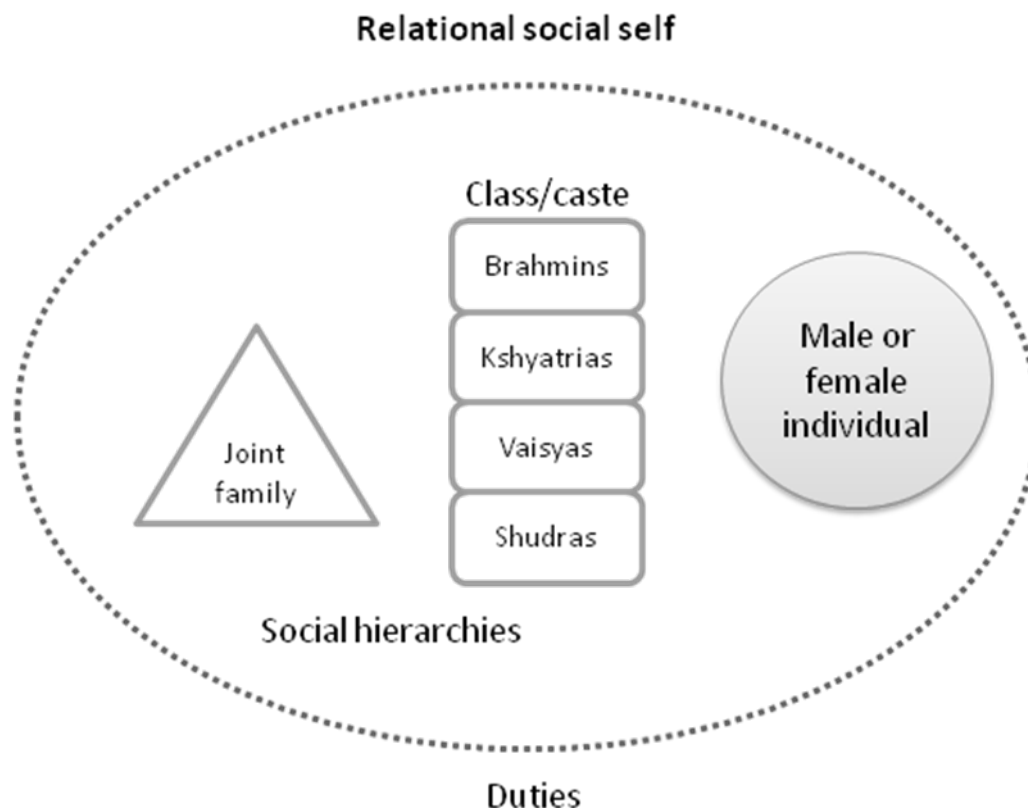 Relational social self
Class/caste
Brahmins
Kshyatrias
Vaisyas
Shudras
Joint
family
Male or
female
individual
Social hierarchies
Duties